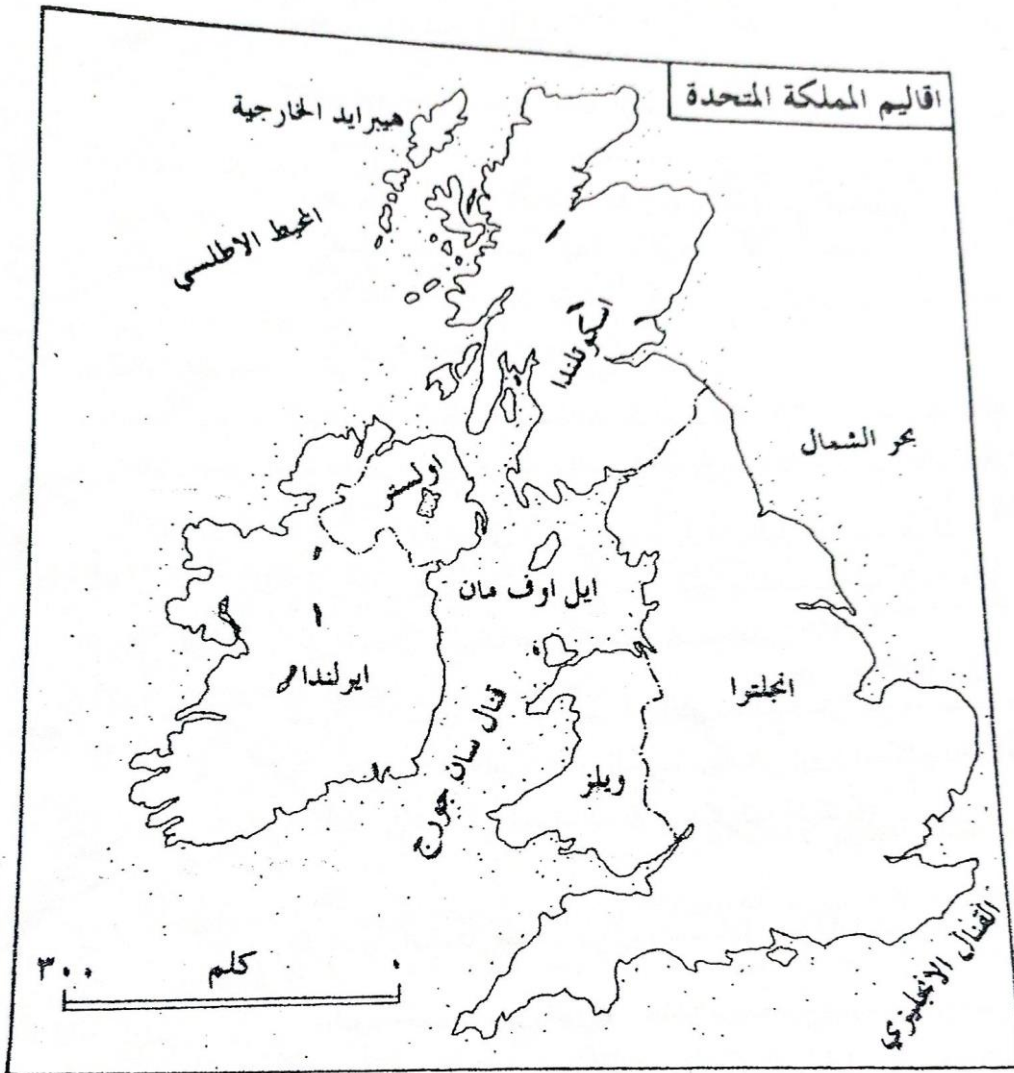 اقاليم المملكة المتحدة
هيبرايد الخارجية
المحيط الاطلسي
اسكوتلندا
بحر الشمال
اولستر
ايل اوف مان
ايرلندا
انجلترا
قنال سان جورج
ويلز
القنال الانجليزي
٣٠٠ كلم ٠